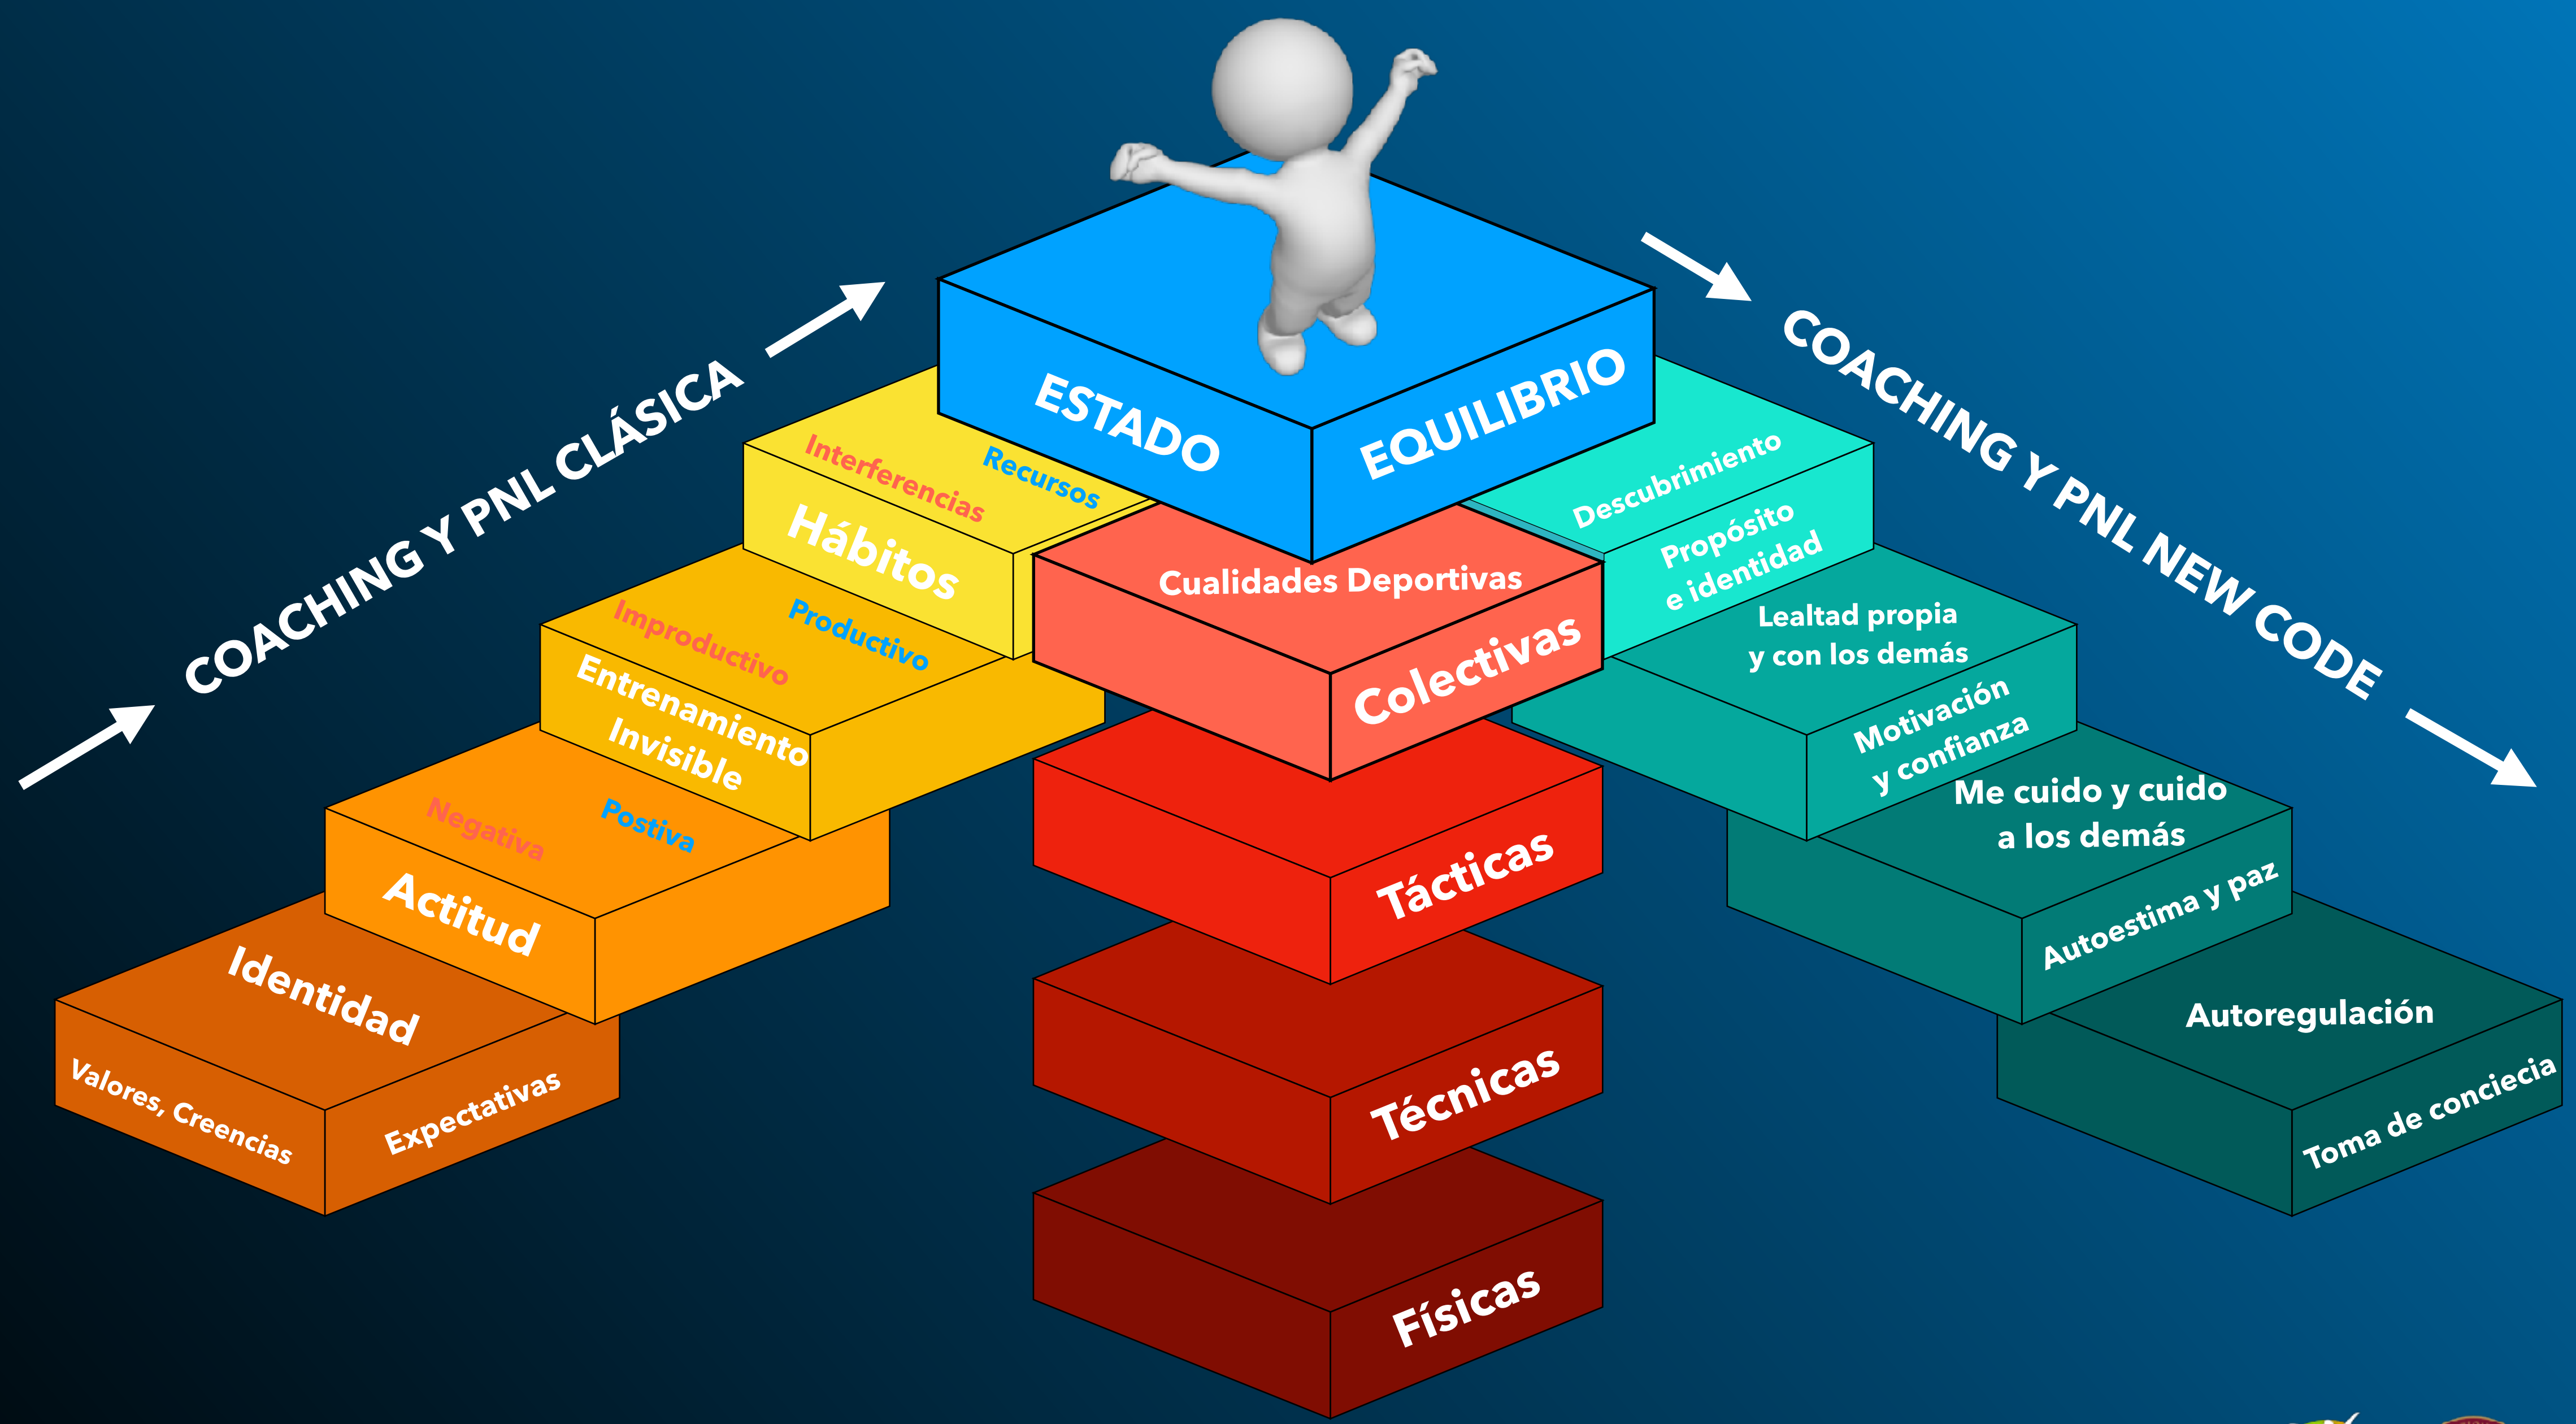 COACHING Y PNL CLÁSICA
COACHING Y PNL NEW CODE
ESTADO
EQUILIBRIO
Interferencias
Recursos
Hábitos
Improductivo
Productivo
Entrenamiento
Invisible
Negativa
Postiva
Actitud
Identidad
Valores, Creencias
Expectativas
Cualidades Deportivas
Colectivas
Tácticas
Técnicas
Físicas
Descubrimiento
Propósito
e identidad
Lealtad propia
y con los demás
Motivación
y confianza
Me cuido y cuido
a los demás
Autoestima y paz
Autoregulación
Toma de conciecia